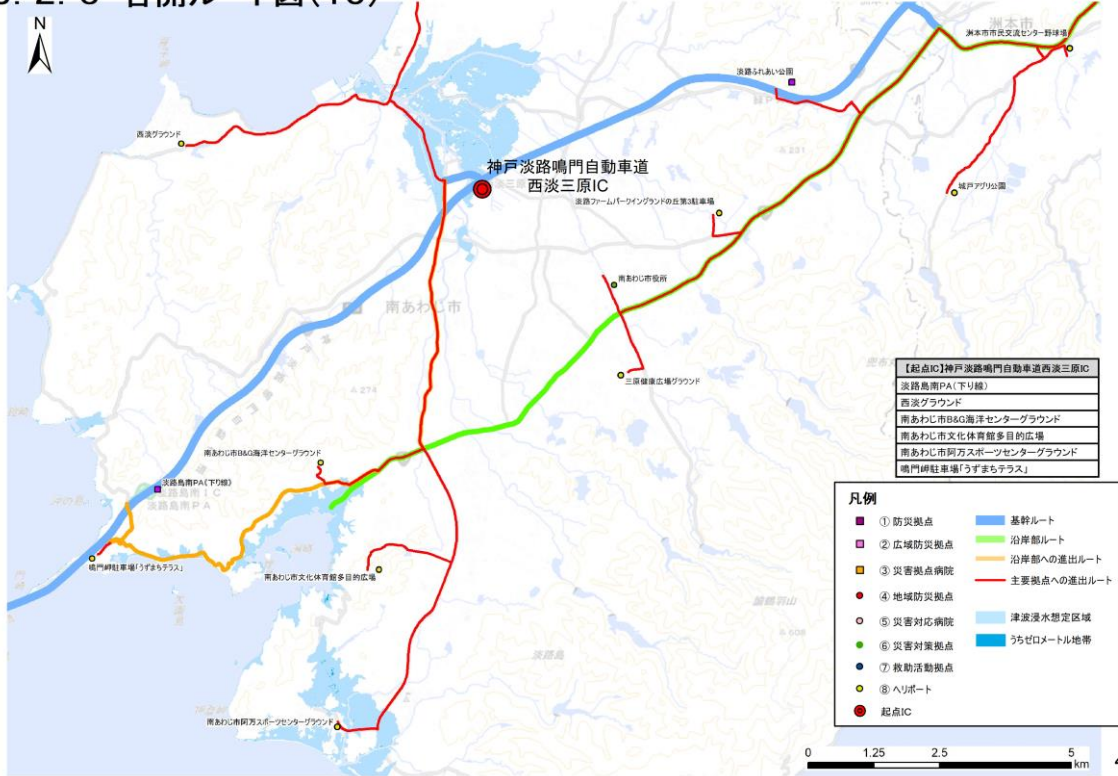 N
洲本市
洲本市市民交流センター野球場
淡路ふれあい公園
西淡グラウンド
神戸淡路鳴門自動車道
西淡三原IC
淡路ファームパークイングランドの丘第3駐車場
城戸アグリ公園
231
南あわじ市役所
南あわじ市
三原健康広場グラウンド
274
【起点IC】神戸淡路鳴門自動車道西淡三原IC
淡路島南PA(下り線)
西淡グラウンド
南あわじ市B&G海洋センターグラウンド
南あわじ市文化体育館多目的広場
南あわじ市阿万スポーツセンターグラウンド
鳴門岬駐車場「うずまちテラス」
南あわじ市B&G海洋センターグラウンド
淡路島南PA(下り線)
淡路島南IC
淡路島南PA
鳴門岬駐車場「うずまちテラス」
南あわじ市文化体育館多目的広場
諭鶴羽山
608
淡路島
南あわじ市阿万スポーツセンターグラウンド
凡例
① 防災拠点
② 広域防災拠点
③ 災害拠点病院
④ 地域防災拠点
⑤ 災害対応病院
⑥ 災害対策拠点
⑦ 救助活動拠点
⑧ ヘリポート
起点IC
基幹ルート
沿岸部ルート
沿岸部への進出ルート
主要拠点への進出ルート
津波浸水想定区域
うちゼロメートル地帯
0 1.25 2.5 5
km